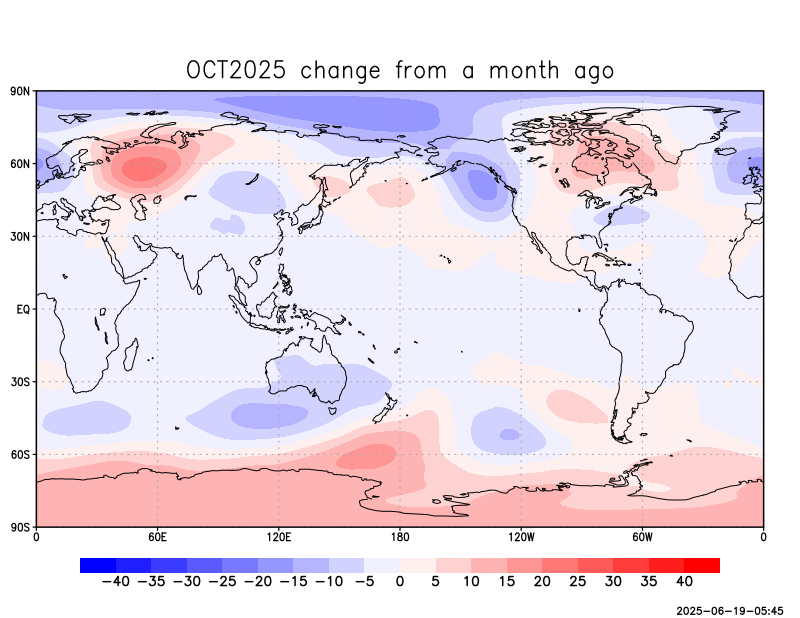 OCT2025 change from a month ago
90N
60N
30N
EQ
30S
60S
90S
0 60E 120E 180 120W 60W 0
−40 −35 −30 −25 −20 −15 −10 −5 0 5 10 15 20 25 30 35 40
2025-06-19-05:45